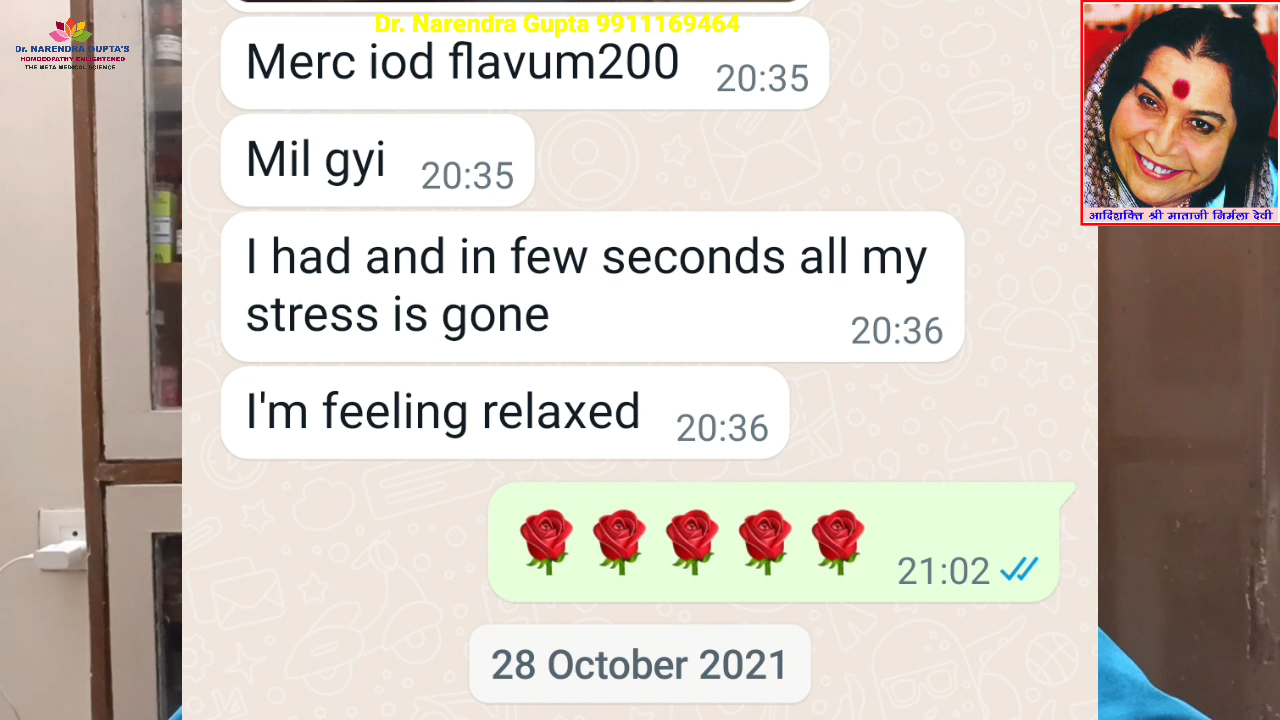 Dr. NARENDRA GUPTA'S
HOMOEOPATHY ENLIGHTENED
THE META MEDICAL SCIENCE
Dr. Narendra Gupta 9911169464
Merc iod flavum200 20:35
Mil gyi 20:35
I had and in few seconds all my
stress is gone 20:36
I'm feeling relaxed 20:36
🌹🌹🌹🌹🌹 21:02
28 October 2021
आदिशक्ति श्री माताजी निर्मला देवी